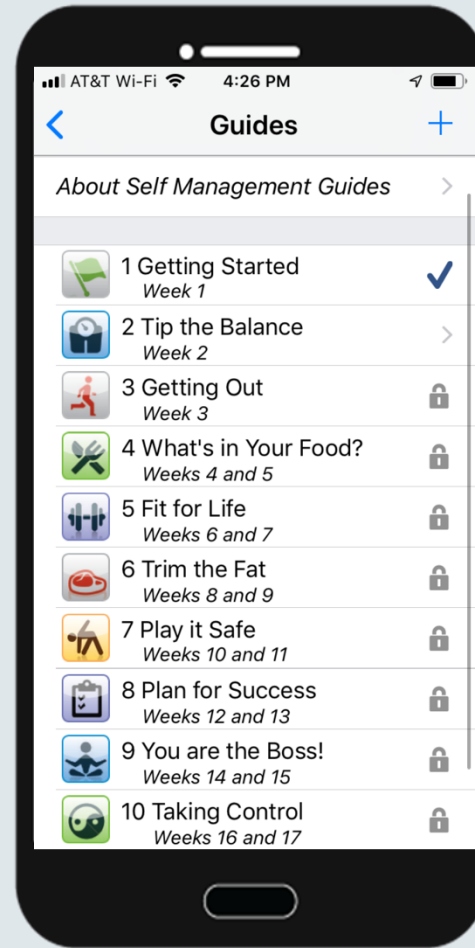 AT&T Wi-Fi 4:26 PM
Guides
About Self Management Guides
1 Getting Started
Week 1
2 Tip the Balance
Week 2
3 Getting Out
Week 3
4 What's in Your Food?
Weeks 4 and 5
5 Fit for Life
Weeks 6 and 7
6 Trim the Fat
Weeks 8 and 9
7 Play it Safe
Weeks 10 and 11
8 Plan for Success
Weeks 12 and 13
9 You are the Boss!
Weeks 14 and 15
10 Taking Control
Weeks 16 and 17